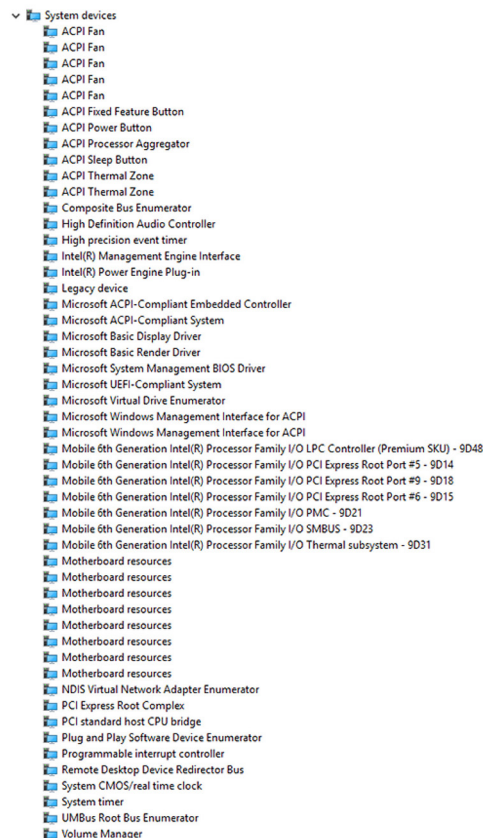 System devices
ACPI Fan
ACPI Fan
ACPI Fan
ACPI Fan
ACPI Fan
ACPI Fixed Feature Button
ACPI Power Button
ACPI Processor Aggregator
ACPI Sleep Button
ACPI Thermal Zone
ACPI Thermal Zone
Composite Bus Enumerator
High Definition Audio Controller
High precision event timer
Intel(R) Management Engine Interface
Intel(R) Power Engine Plug-in
Legacy device
Microsoft ACPI-Compliant Embedded Controller
Microsoft ACPI-Compliant System
Microsoft Basic Display Driver
Microsoft Basic Render Driver
Microsoft System Management BIOS Driver
Microsoft UEFI-Compliant System
Microsoft Virtual Drive Enumerator
Microsoft Windows Management Interface for ACPI
Microsoft Windows Management Interface for ACPI
Mobile 6th Generation Intel(R) Processor Family I/O LPC Controller (Premium SKU) - 9D48
Mobile 6th Generation Intel(R) Processor Family I/O PCI Express Root Port #5 - 9D14
Mobile 6th Generation Intel(R) Processor Family I/O PCI Express Root Port #9 - 9D18
Mobile 6th Generation Intel(R) Processor Family I/O PCI Express Root Port #6 - 9D15
Mobile 6th Generation Intel(R) Processor Family I/O PMC - 9D21
Mobile 6th Generation Intel(R) Processor Family I/O SMBUS - 9D23
Mobile 6th Generation Intel(R) Processor Family I/O Thermal subsystem - 9D31
Motherboard resources
Motherboard resources
Motherboard resources
Motherboard resources
Motherboard resources
Motherboard resources
Motherboard resources
Motherboard resources
NDIS Virtual Network Adapter Enumerator
PCI Express Root Complex
PCI standard host CPU bridge
Plug and Play Software Device Enumerator
Programmable interrupt controller
Remote Desktop Device Redirector Bus
System CMOS/real time clock
System timer
UMBus Root Bus Enumerator
Volume Manager